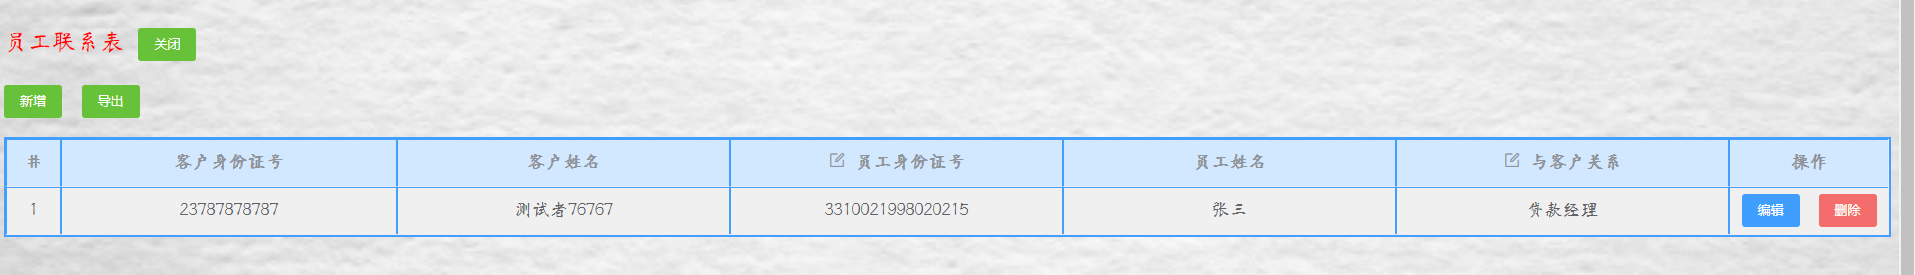 员工联系表 关闭
新增 导出
# 客户身份证号 客户姓名 员工身份证号 员工姓名 与客户关系 操作
1 23787878787 测试者76767 3310021998020215 张三 贷款经理 编辑 删除